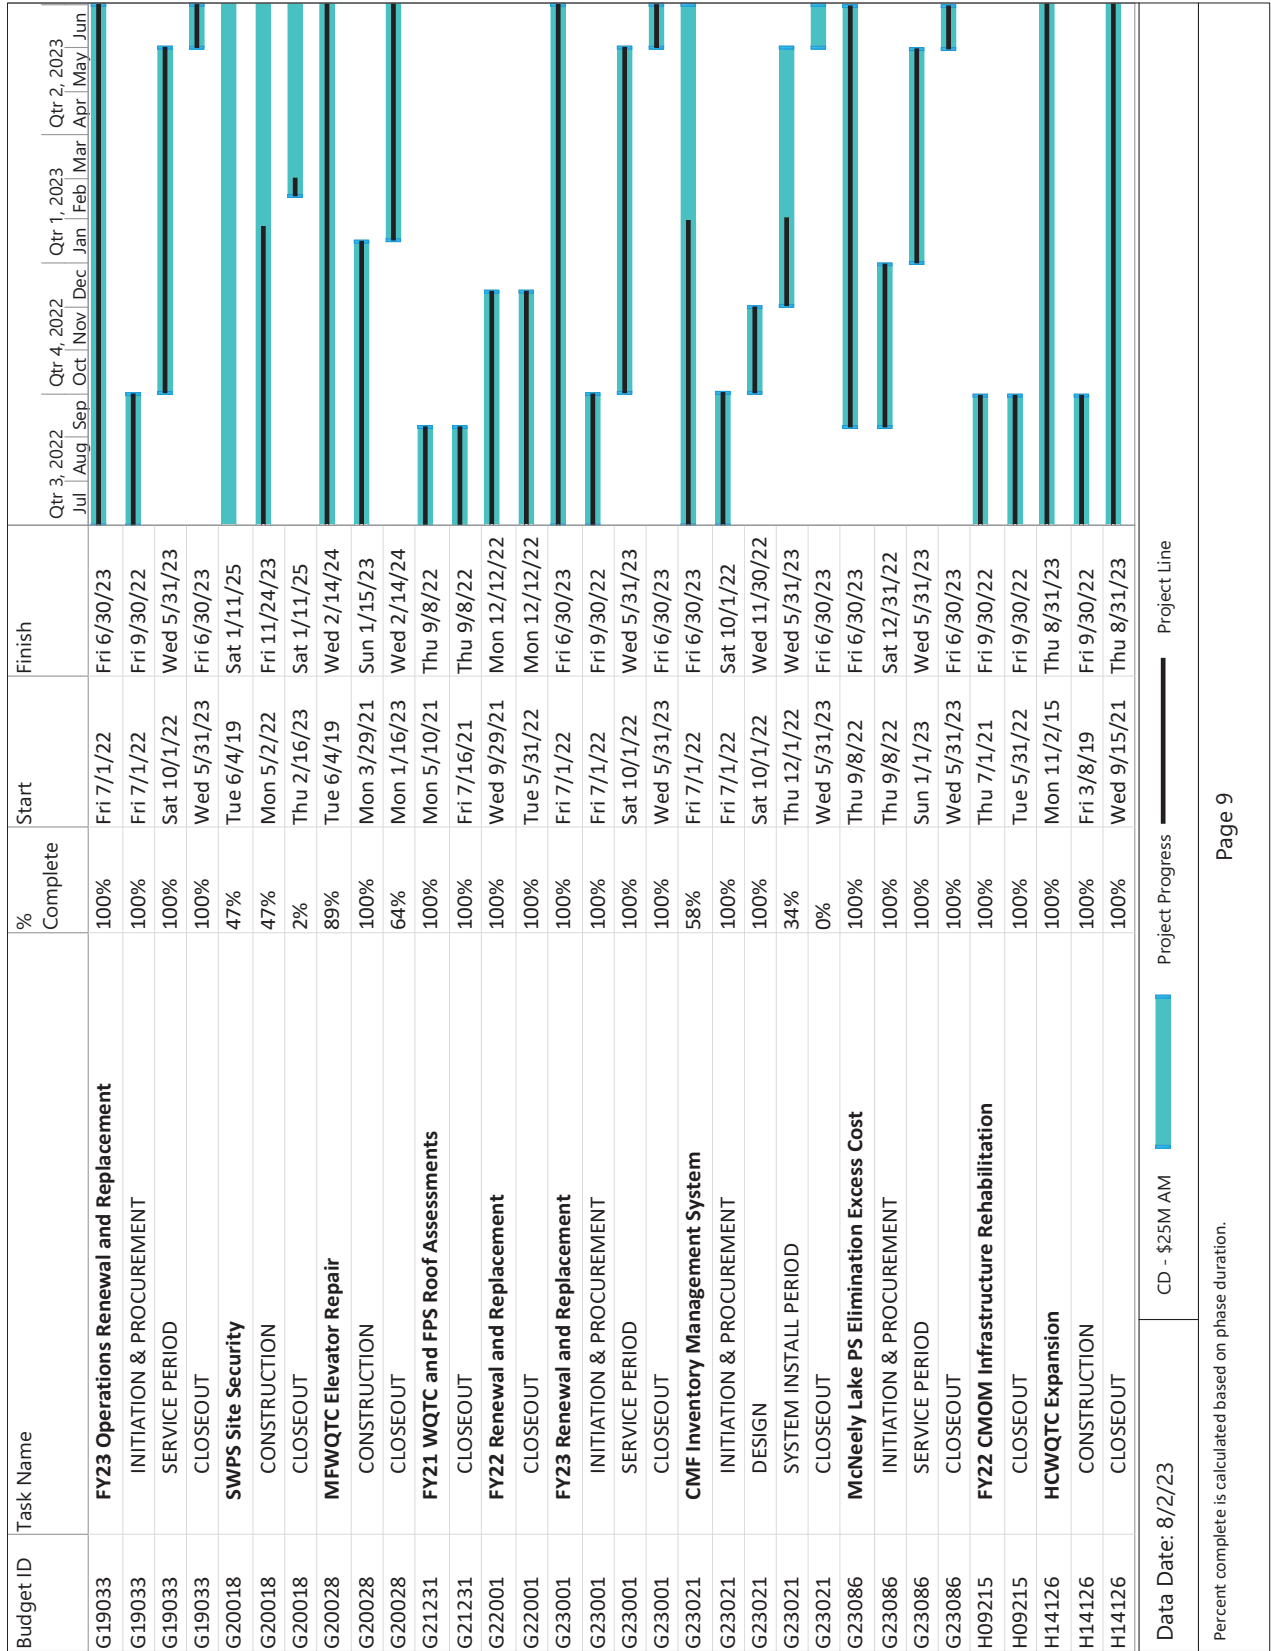 Budget ID Task Name % Complete Start Finish
Qtr 3, 2022 Qtr 4, 2022 Qtr 1, 2023 Qtr 2, 2023
Jul Aug Sep Oct Nov Dec Jan Feb Mar Apr May Jun
G19033 FY23 Operations Renewal and Replacement 100% Fri 7/1/22 Fri 6/30/23
G19033 INITIATION & PROCUREMENT 100% Fri 7/1/22 Fri 9/30/22
G19033 SERVICE PERIOD 100% Sat 10/1/22 Wed 5/31/23
G19033 CLOSEOUT 100% Wed 5/31/23 Fri 6/30/23
G20018 SWPS Site Security 47% Tue 6/4/19 Sat 1/11/25
G20018 CONSTRUCTION 47% Mon 5/2/22 Fri 11/24/23
G20018 CLOSEOUT 2% Thu 2/16/23 Sat 1/11/25
G20028 MFWQTC Elevator Repair 89% Tue 6/4/19 Wed 2/14/24
G20028 CONSTRUCTION 100% Mon 3/29/21 Sun 1/15/23
G20028 CLOSEOUT 64% Mon 1/16/23 Wed 2/14/24
G21231 FY21 WQTC and FPS Roof Assessments 100% Mon 5/10/21 Thu 9/8/22
G21231 CLOSEOUT 100% Fri 7/16/21 Thu 9/8/22
G22001 FY22 Renewal and Replacement 100% Wed 9/29/21 Mon 12/12/22
G22001 CLOSEOUT 100% Tue 5/31/22 Mon 12/12/22
G23001 FY23 Renewal and Replacement 100% Fri 7/1/22 Fri 6/30/23
G23001 INITIATION & PROCUREMENT 100% Fri 7/1/22 Fri 9/30/22
G23001 SERVICE PERIOD 100% Sat 10/1/22 Wed 5/31/23
G23001 CLOSEOUT 100% Wed 5/31/23 Fri 6/30/23
G23021 CMF Inventory Management System 58% Fri 7/1/22 Fri 6/30/23
G23021 INITIATION & PROCUREMENT 100% Fri 7/1/22 Sat 10/1/22
G23021 DESIGN 100% Sat 10/1/22 Wed 11/30/22
G23021 SYSTEM INSTALL PERIOD 34% Thu 12/1/22 Wed 5/31/23
G23021 CLOSEOUT 0% Wed 5/31/23 Fri 6/30/23
G23086 McNeely Lake PS Elimination Excess Cost 100% Thu 9/8/22 Fri 6/30/23
G23086 INITIATION & PROCUREMENT 100% Thu 9/8/22 Sat 12/31/22
G23086 SERVICE PERIOD 100% Sun 1/1/23 Wed 5/31/23
G23086 CLOSEOUT 100% Wed 5/31/23 Fri 6/30/23
H09215 FY22 CMOM Infrastructure Rehabilitation 100% Thu 7/1/21 Fri 9/30/22
H09215 CLOSEOUT 100% Tue 5/31/22 Fri 9/30/22
H14126 HCWQTC Expansion 100% Mon 11/2/15 Thu 8/31/23
H14126 CONSTRUCTION 100% Fri 3/8/19 Fri 9/30/22
H14126 CLOSEOUT 100% Wed 9/15/21 Thu 8/31/23
Data Date: 8/2/23 CD - $25M AM Project Progress Project Line
Percent complete is calculated based on phase duration. Page 9